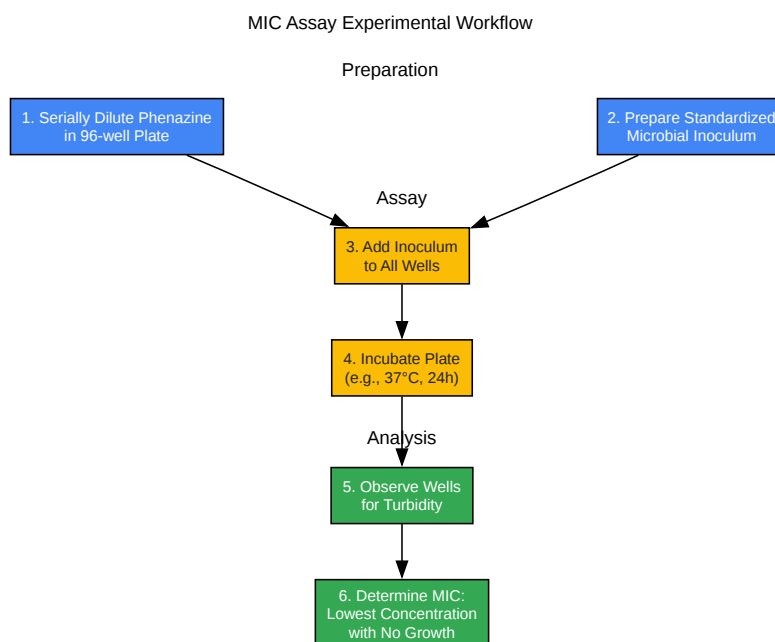 MIC Assay Experimental Workflow
Preparation
1. Serially Dilute Phenazine
in 96-well Plate
2. Prepare Standardized
Microbial Inoculum
Assay
3. Add Inoculum
to All Wells
4. Incubate Plate
(e.g., 37°C, 24h)
Analysis
5. Observe Wells
for Turbidity
6. Determine MIC:
Lowest Concentration
with No Growth